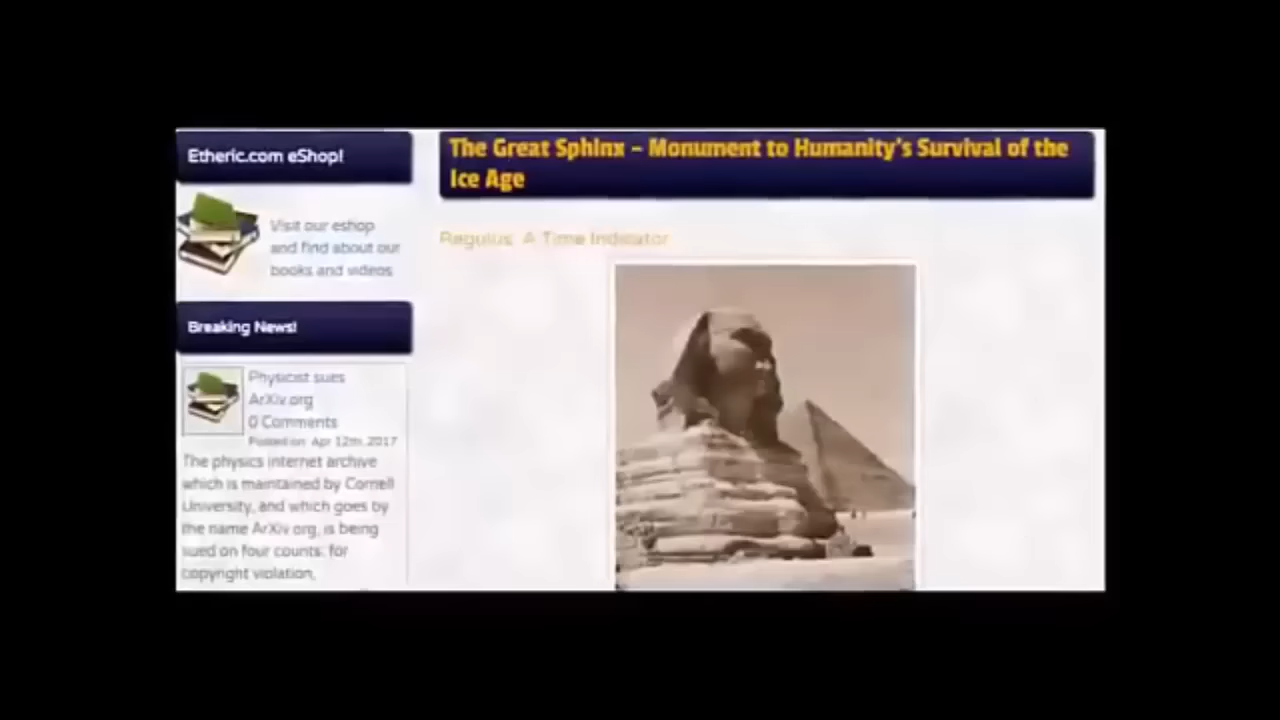 Etheric.com eShop!
Visit our eshop
and find about our
books and videos
Breaking News!
Physicist sues
ArXiv.org
0 Comments
Posted on: Apr 12th, 2017
The physics internet archive
which is maintained by Cornell
University, and which goes by
the name ArXiv.org, is being
sued on four counts: for
copyright violation,
The Great Sphinx – Monument to Humanity's Survival of the
Ice Age
Regulus: A Time Indicator